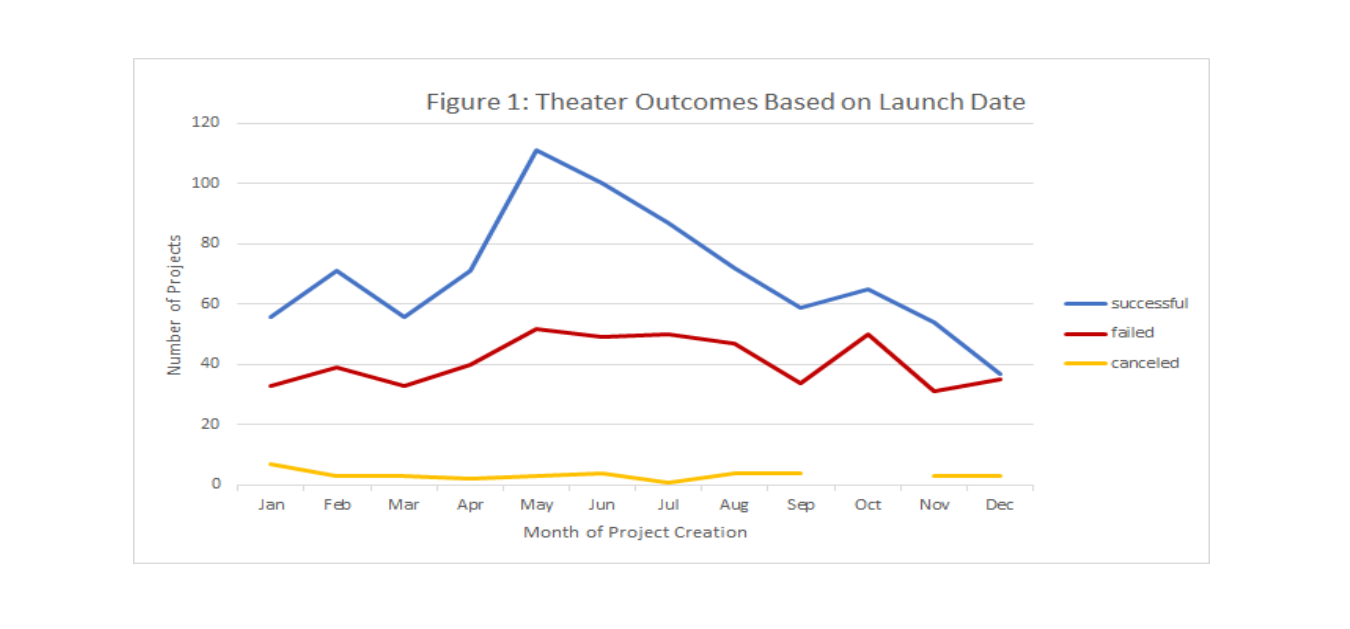 Figure 1: Theater Outcomes Based on Launch Date
120
100
80
60
40
20
0
Number of Projects
Jan Feb Mar Apr May Jun Jul Aug Sep Oct Nov Dec
Month of Project Creation
successful
failed
canceled